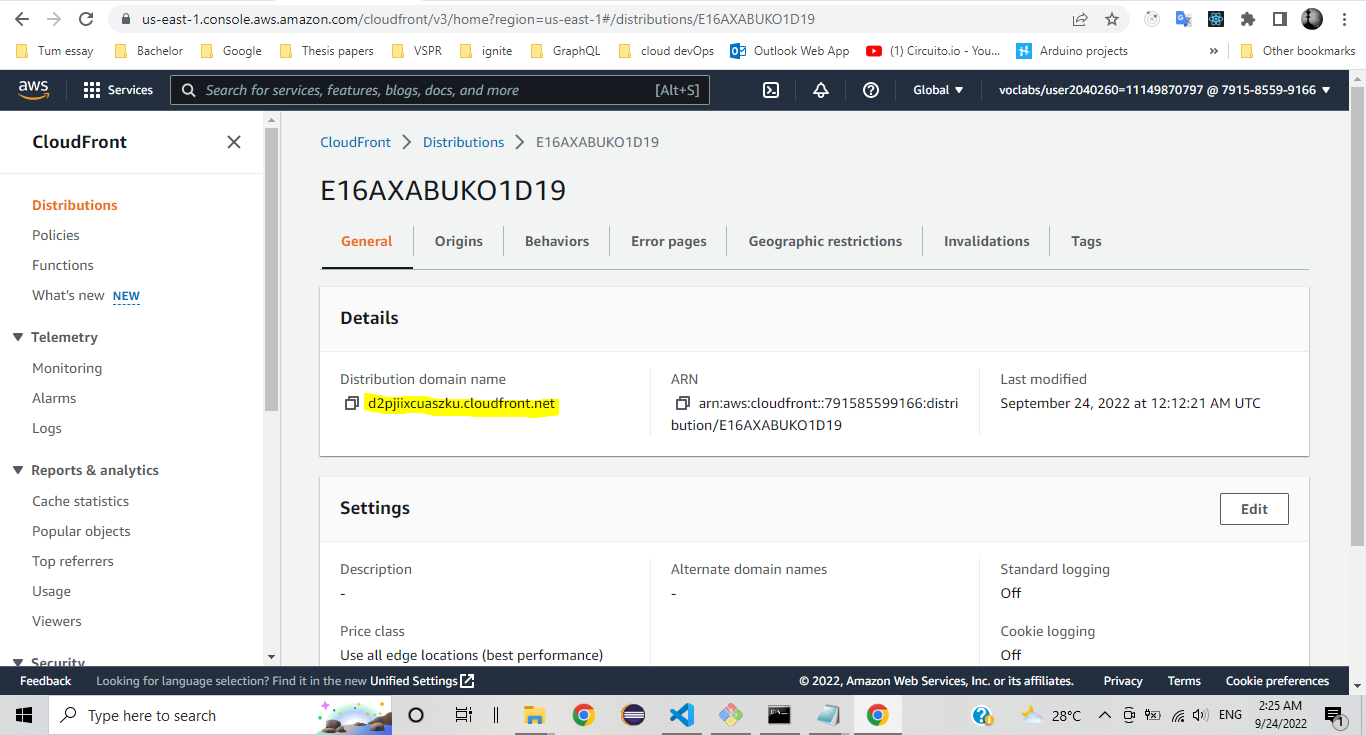 us-east-1.console.aws.amazon.com/cloudfront/v3/home?region=us-east-1#/distributions/E16AXABUKO1D19
Tum essay Bachelor Google Thesis papers VSPR ignite GraphQL cloud devOps Outlook Web App (1) Circuito.io - You... Arduino projects » Other bookmarks
aws Services Search for services, features, blogs, docs, and more [Alt+S] Global voclabs/user2040260=11149870797 @ 7915-8559-9166
CloudFront
Distributions
Policies
Functions
What's new NEW
Telemetry
Monitoring
Alarms
Logs
Reports & analytics
Cache statistics
Popular objects
Top referrers
Usage
Viewers
Security
CloudFront Distributions E16AXABUKO1D19
E16AXABUKO1D19
General Origins Behaviors Error pages Geographic restrictions Invalidations Tags
Details
Distribution domain name
d2pjiixcuaszku.cloudfront.net
ARN
arn:aws:cloudfront::791585599166:distri
bution/E16AXABUKO1D19
Last modified
September 24, 2022 at 12:12:21 AM UTC
Settings
Edit
Description
-
Price class
Use all edge locations (best performance)
Alternate domain names
-
Standard logging
Off
Cookie logging
Off
Feedback Looking for language selection? Find it in the new Unified Settings © 2022, Amazon Web Services, Inc. or its affiliates. Privacy Terms Cookie preferences
Type here to search 28°C ENG 2:25 AM
9/24/2022 1